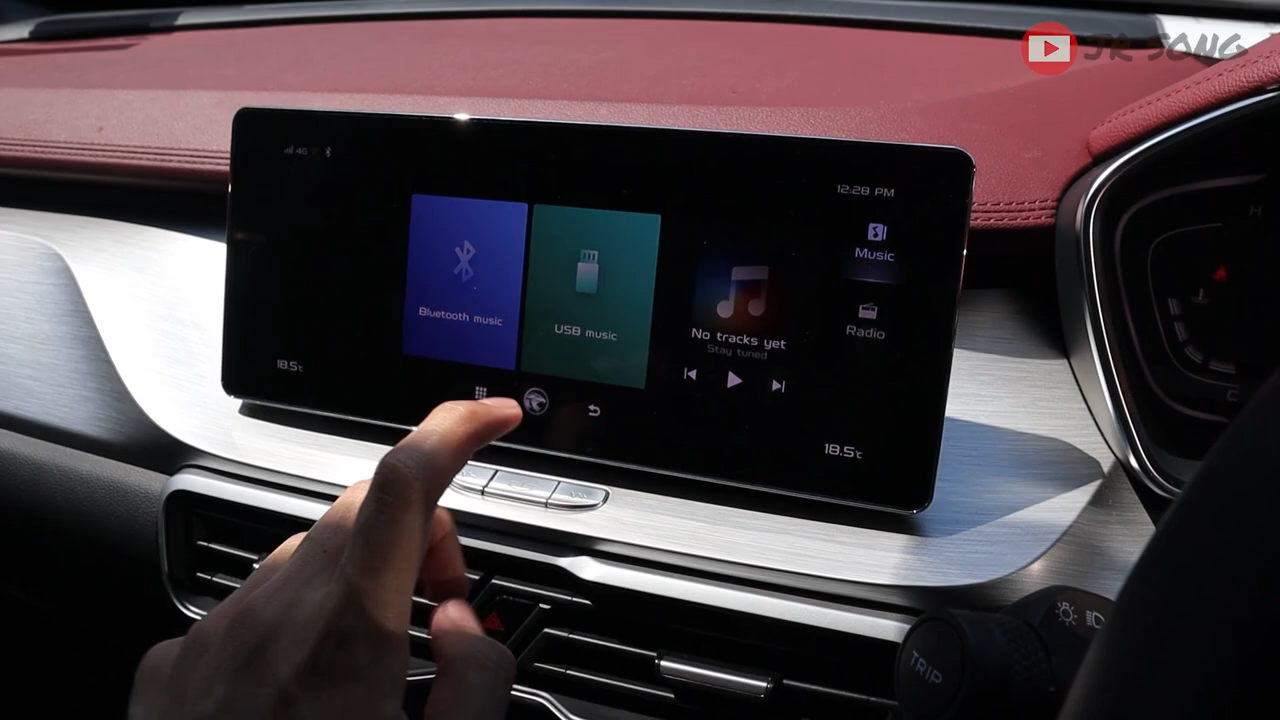 JR SONG
4G
12:28 PM
Music
Bluetooth music
USB music
No tracks yet
Stay tuned
Radio
18.5℃
18.5℃
TRIP
H
C